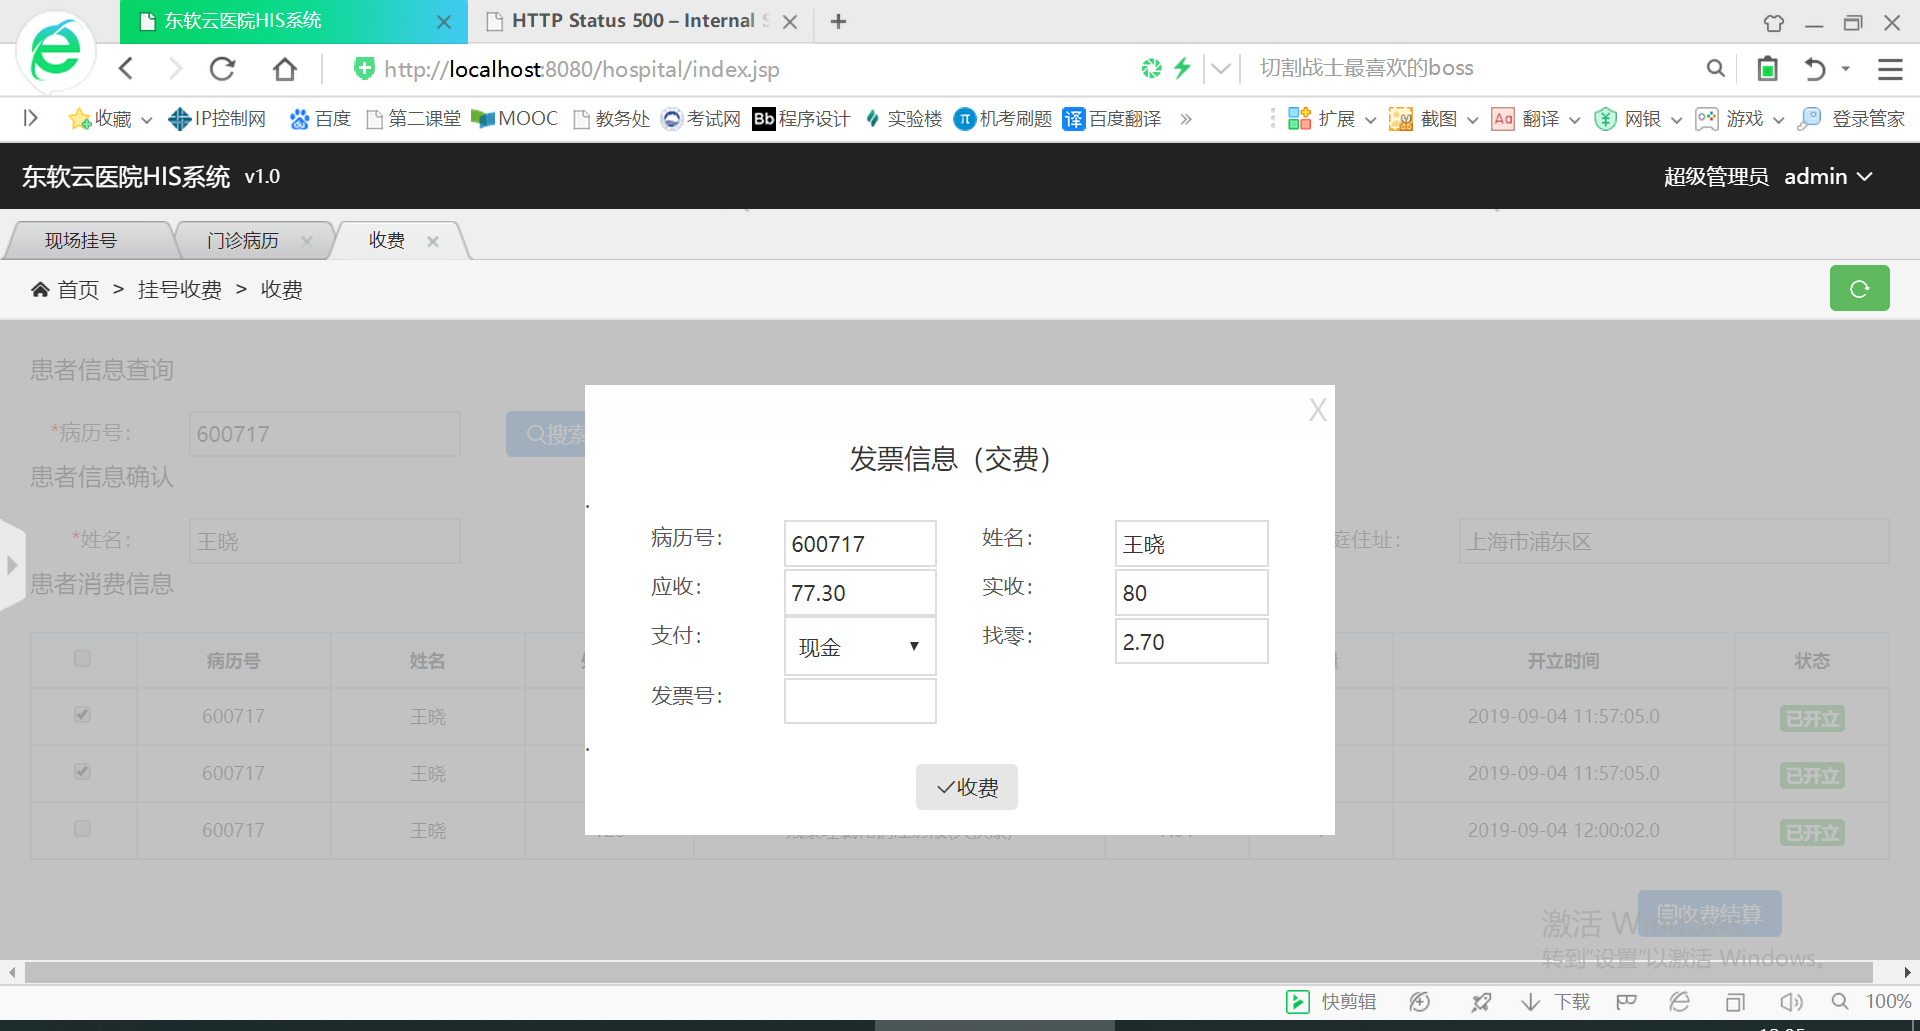 东软云医院HIS系统
HTTP Status 500 – Internal S
http://localhost:8080/hospital/index.jsp
切割战士最喜欢的boss
收藏 IP控制网 百度 第二课堂 MOOC 教务处 考试网 Bb 程序设计 实验楼 机考刷题 译 百度翻译 » 扩展 截图 Aa 翻译 网银 游戏 登录管家
东软云医院HIS系统 v1.0
超级管理员 admin
现场挂号 门诊病历 收费
首页 > 挂号收费 > 收费
患者信息查询
*病历号： 600717 搜索
患者信息确认
*姓名： 王晓 庭住址： 上海市浦东区
患者消费信息
病历号 姓名 开立时间 状态
600717 王晓 2019-09-04 11:57:05.0 已开立
600717 王晓 2019-09-04 11:57:05.0 已开立
600717 王晓 2019-09-04 12:00:02.0 已开立
收费结算
X
发票信息（交费）
病历号： 600717 姓名： 王晓
应收： 77.30 实收： 80
支付： 现金 找零： 2.70
发票号：
收费
激活 Windows
转到"设置"以激活 Windows。
快剪辑 下载 100%